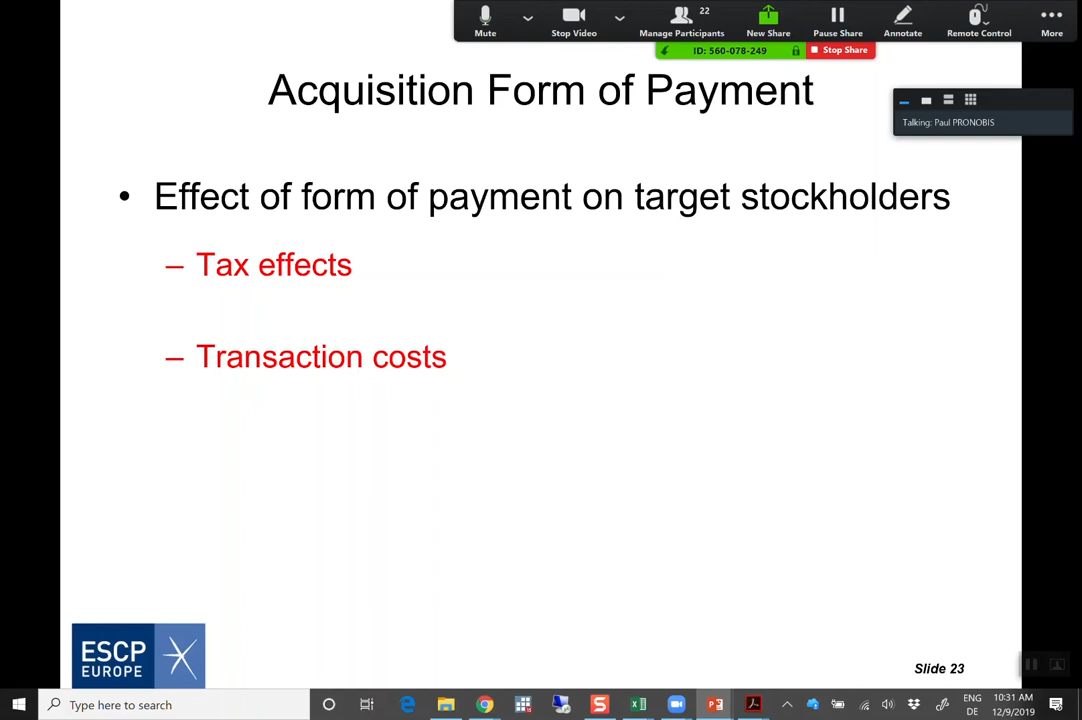 22
Mute
Stop Video
Manage Participants
New Share
Pause Share
Annotate
Remote Control
More
ID: 560-078-249
Stop Share
Acquisition Form of Payment
Talking: Paul PRONOBIS
• Effect of form of payment on target stockholders
– Tax effects
– Transaction costs
ESCP
EUROPE
Slide 23
Type here to search
ENG
DE
10:31 AM
12/9/2019